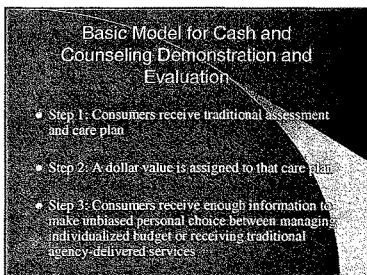 Basic Model for Cash and
Counseling Demonstration and
Evaluation
Step 1: Consumers receive traditional assessment
and care plan
Step 2: A dollar value is assigned to that care plan
Step 3: Consumers receive enough information to
make unbiased personal choice between managing
individualized budget or receiving traditional
agency-delivered services